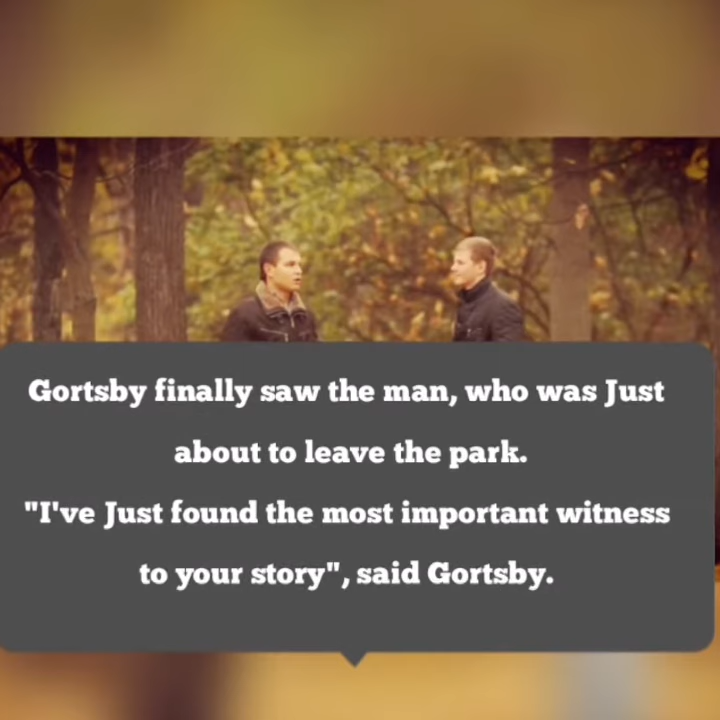 Gortsby finally saw the man, who was Just
about to leave the park.
"I've Just found the most important witness
to your story", said Gortsby.